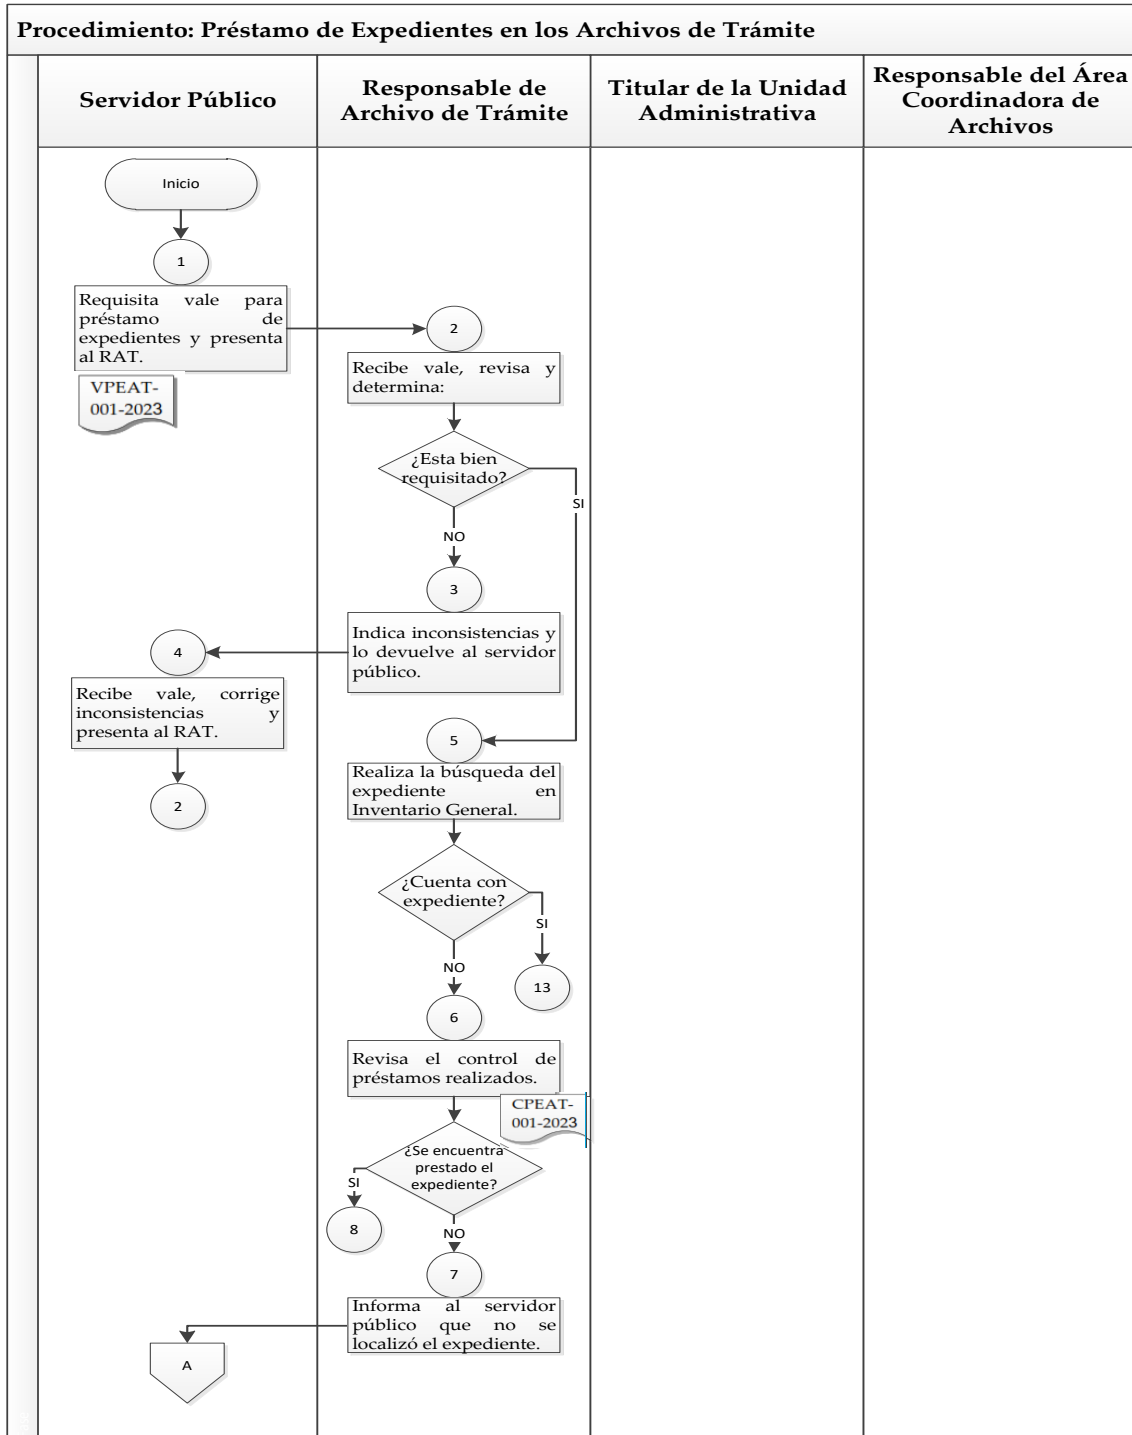 Procedimiento: Préstamo de Expedientes en los Archivos de Trámite
Servidor Público
Responsable de
Archivo de Trámite
Titular de la Unidad
Administrativa
Responsable del Área
Coordinadora de
Archivos
Inicio
1
Requisita vale para
préstamo de
expedientes y presenta
al RAT.
VPEAT-
001-2023
2
Recibe vale, revisa y
determina:
¿Esta bien
requisitado?
SI
NO
3
Indica inconsistencias y
lo devuelve al servidor
público.
4
Recibe vale, corrige
inconsistencias y
presenta al RAT.
2
5
Realiza la búsqueda del
expediente en
Inventario General.
¿Cuenta con
expediente?
SI
13
NO
6
Revisa el control de
préstamos realizados.
CPEAT-
001-2023
¿Se encuentra
prestado el
expediente?
SI
8
NO
7
Informa al servidor
público que no se
localizó el expediente.
A